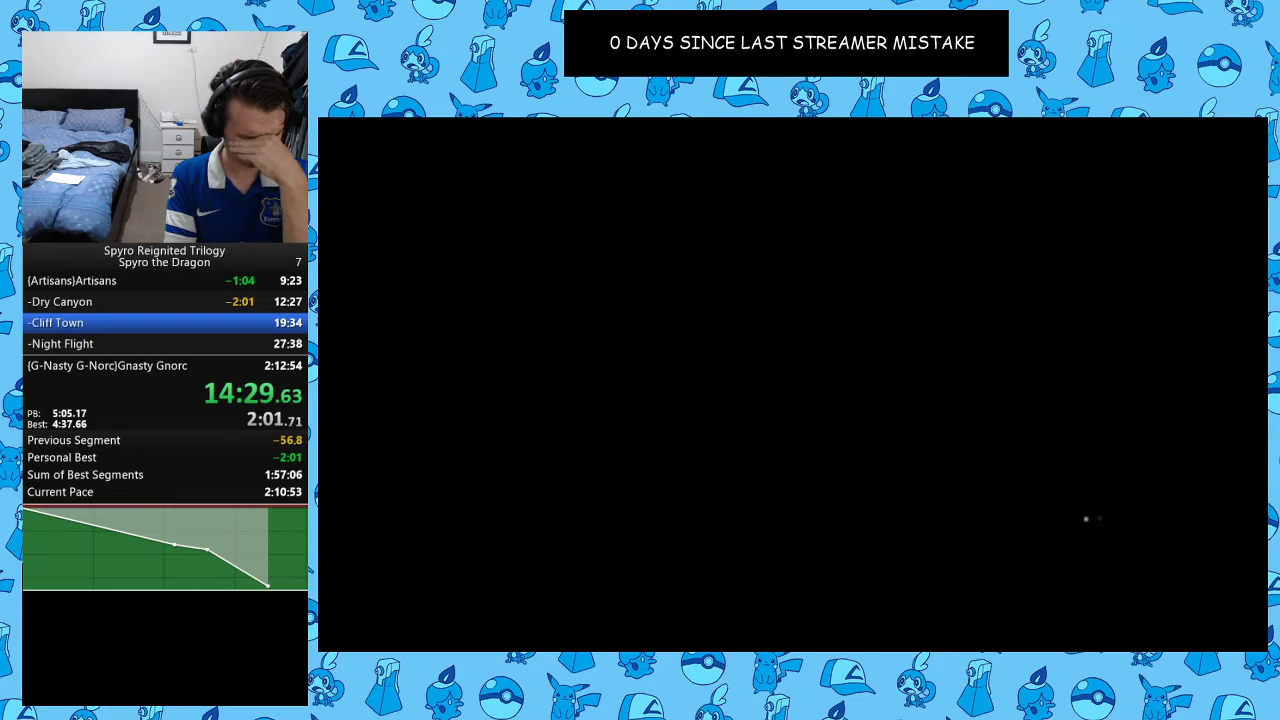 0 DAYS SINCE LAST STREAMER MISTAKE
Spyro Reignited Trilogy
Spyro the Dragon 7
{Artisans}Artisans −1:04 9:23
-Dry Canyon −2:01 12:27
-Cliff Town 19:34
-Night Flight 27:38
{G-Nasty G-Norc}Gnasty Gnorc 2:12:54
14:29.63
PB: 5:05.17
Best: 4:37.66
2:01.71
Previous Segment −56.8
Personal Best −2:01
Sum of Best Segments 1:57:06
Current Pace 2:10:53